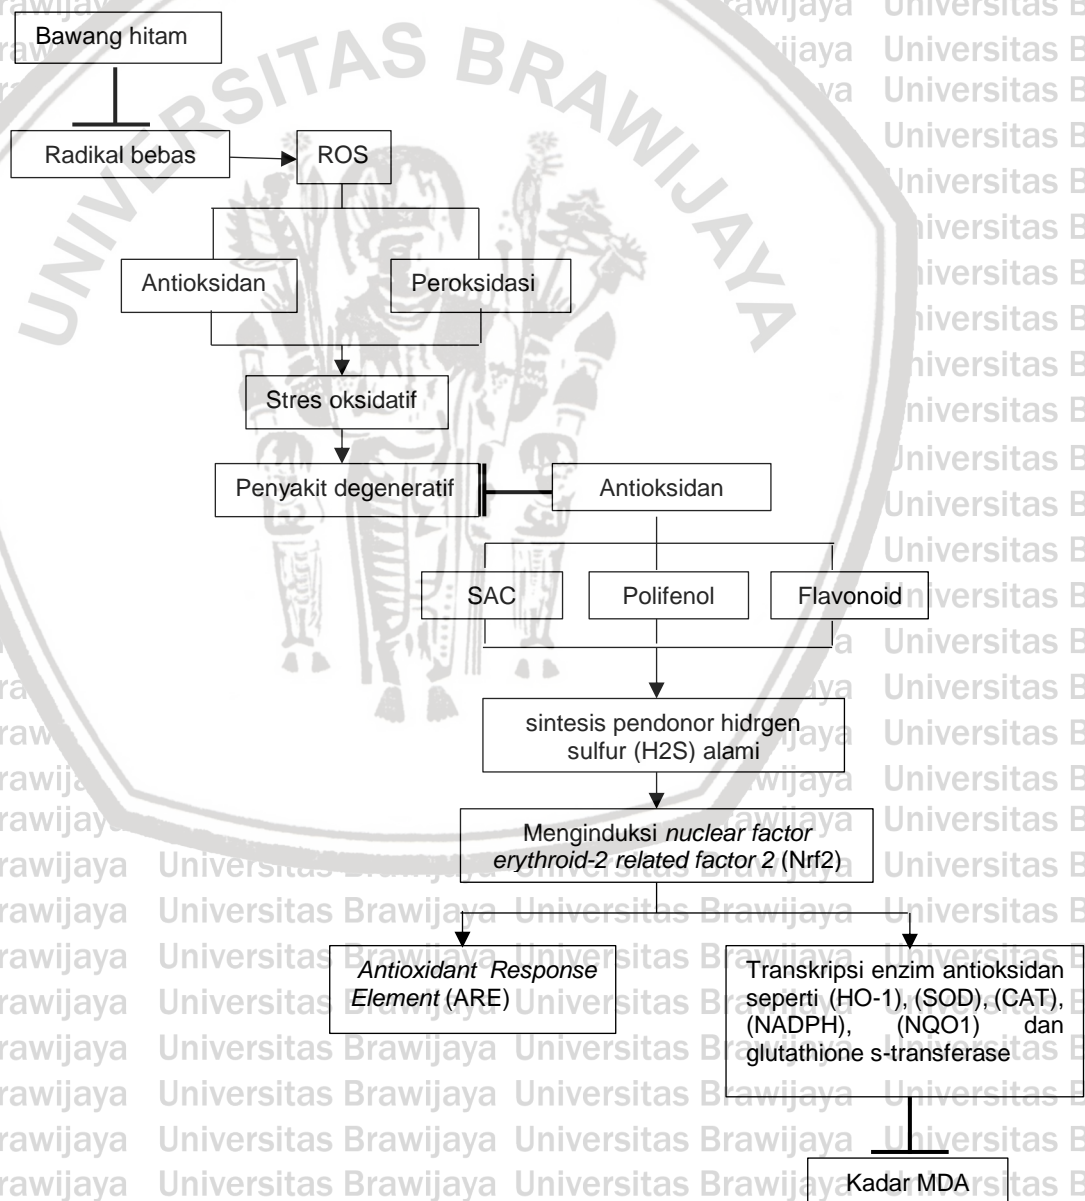 Bawang hitam
Radikal bebas
ROS
Antioksidan
Peroksidasi
Stres oksidatif
Penyakit degeneratif
Antioksidan
SAC
Polifenol
Flavonoid
sintesis pendonor hidrgen
sulfur (H2S) alami
Menginduksi nuclear factor
erythroid-2 related factor 2 (Nrf2)
Antioxidant Response
Element (ARE)
Transkripsi enzim antioksidan
seperti (HO-1), (SOD), (CAT),
(NADPH), (NQO1) dan
glutathione s-transferase
Kadar MDA
UNIVERSITAS BRAWIJAYA